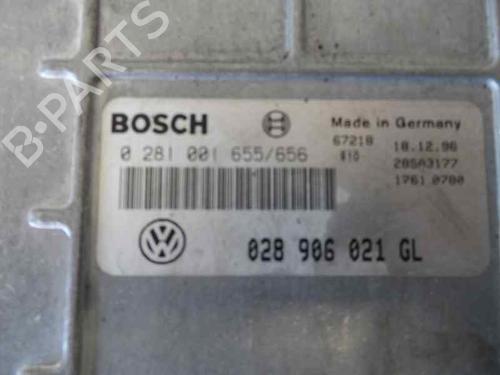 B-PARTS
BOSCH
Made in Germany
0 281 001 655/656
67218 18.12.96
28SA3177
1761 0780
028 906 021 GL